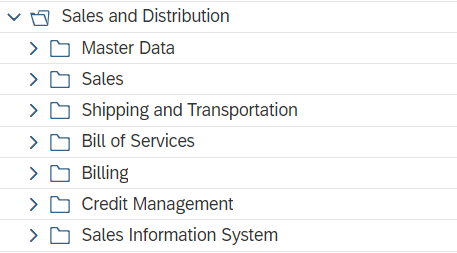 Sales and Distribution
Master Data
Sales
Shipping and Transportation
Bill of Services
Billing
Credit Management
Sales Information System